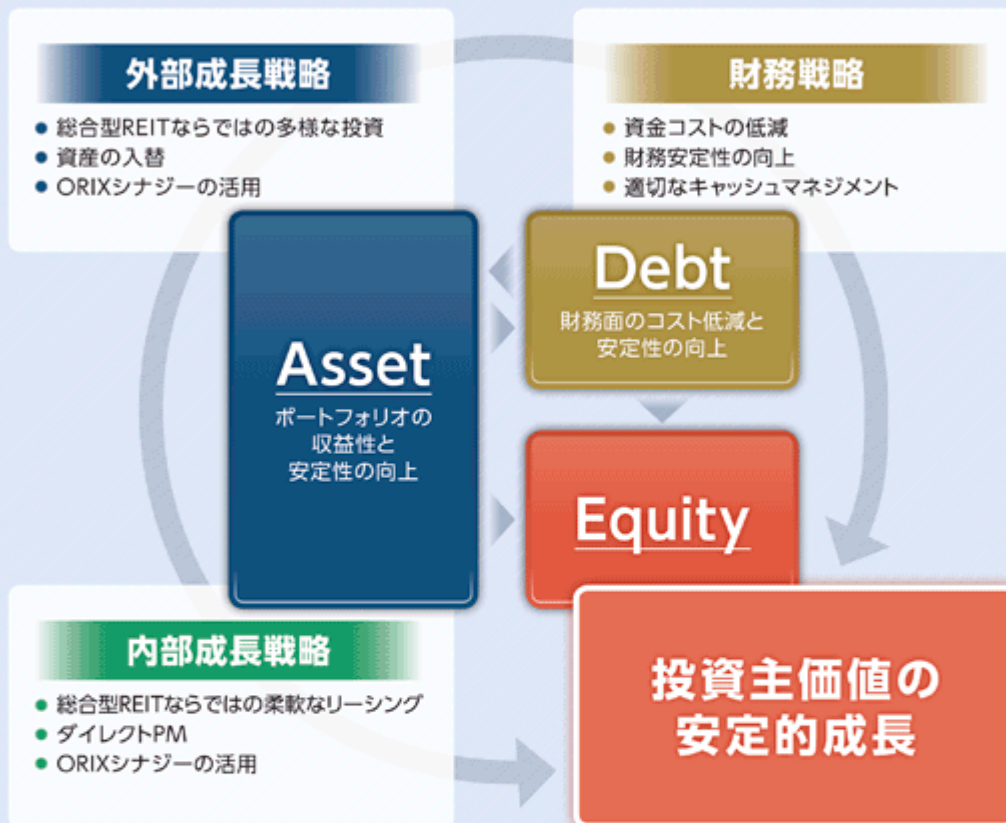 外部成長戦略
総合型REITならではの多様な投資
資産の入替
ORIXシナジーの活用
財務戦略
資金コストの低減
財務安定性の向上
適切なキャッシュマネジメント
Asset
ポートフォリオの
収益性と
安定性の向上
Debt
財務面のコスト低減と
安定性の向上
Equity
内部成長戦略
総合型REITならではの柔軟なリーシング
ダイレクトPM
ORIXシナジーの活用
投資主価値の
安定的成長